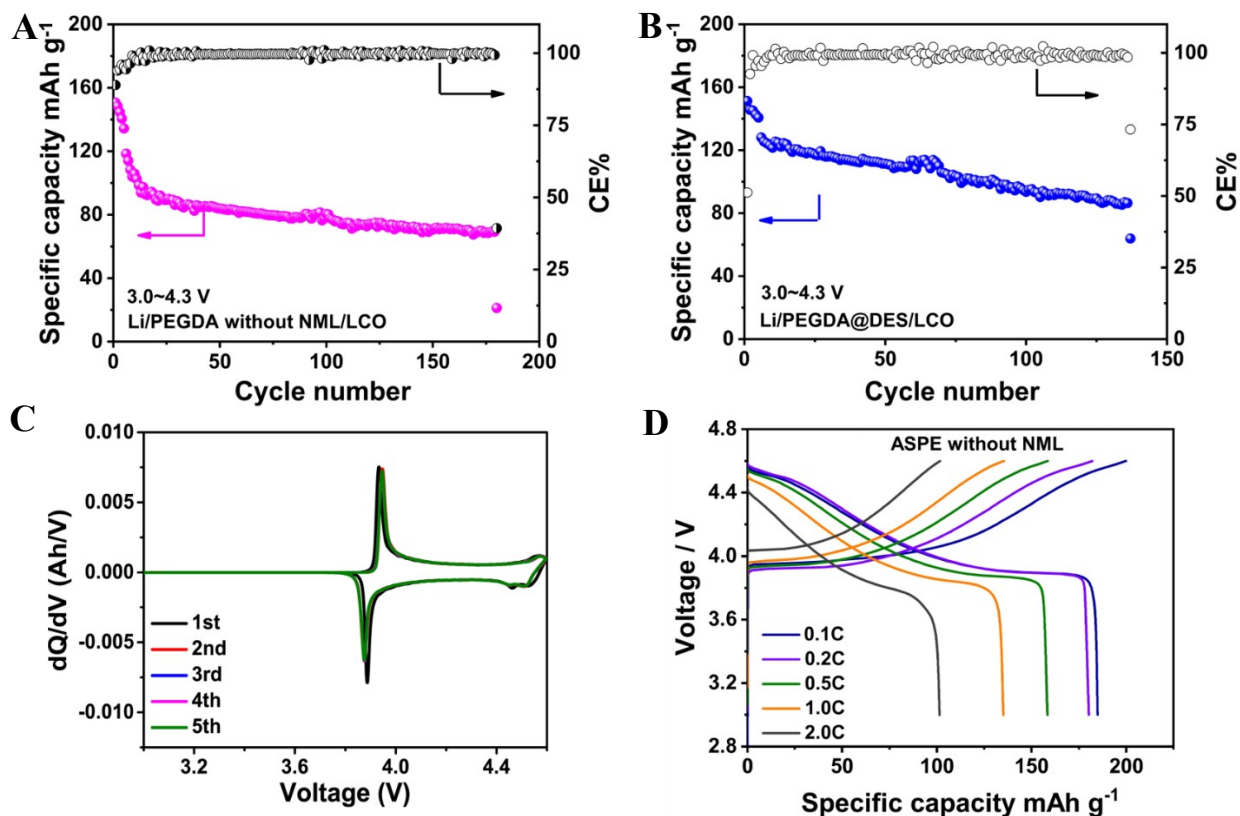 A
Specific capacity mAh g⁻¹
200
160
120
80
40
0
3.0~4.3 V
Li/PEGDA without NML/LCO
100
75
50
25
0
CE%
0 50 100 150 200
Cycle number
B
Specific capacity mAh g⁻¹
200
160
120
80
40
0
3.0~4.3 V
Li/PEGDA@DES/LCO
100
75
50
25
0
CE%
0 50 100 150
Cycle number
C
dQ/dV (Ah/V)
0.010
0.005
0.000
-0.005
-0.010
1st
2nd
3rd
4th
5th
3.2 3.6 4.0 4.4
Voltage (V)
D
Voltage / V
4.8
4.4
4.0
3.6
3.2
2.8
ASPE without NML
0.1C
0.2C
0.5C
1.0C
2.0C
0 50 100 150 200
Specific capacity mAh g⁻¹